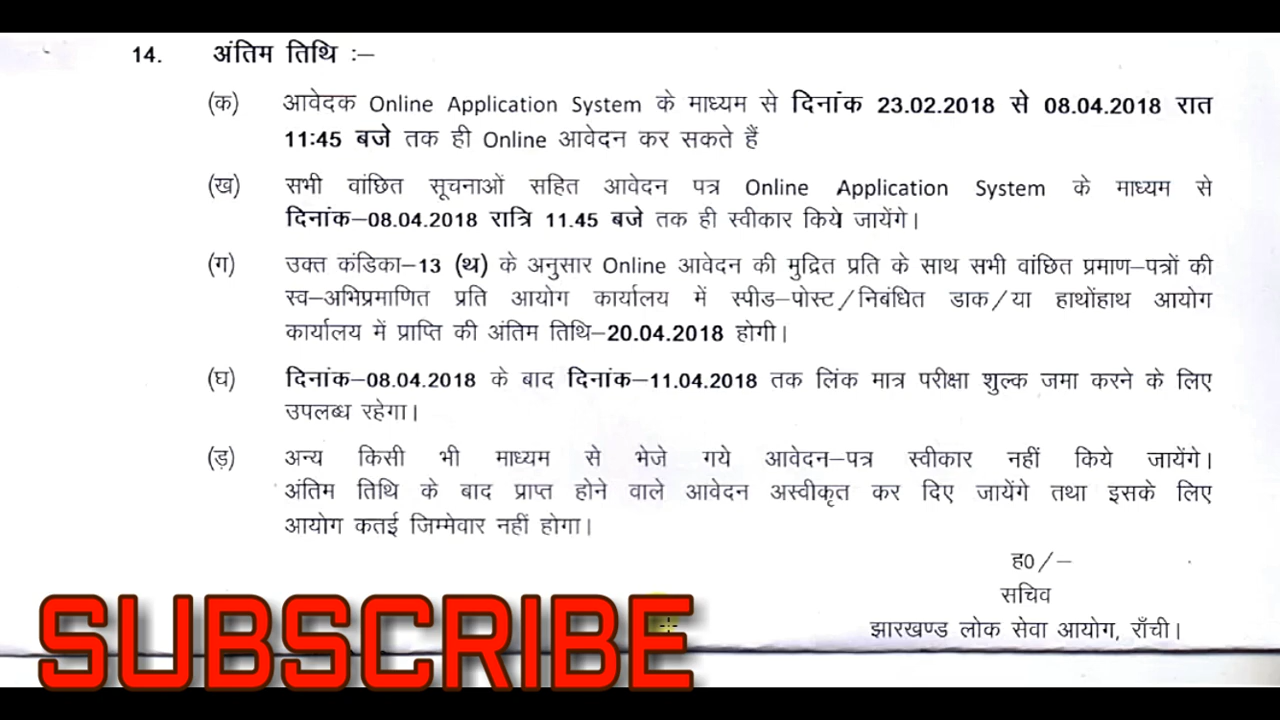 14. अंतिम तिथि :–
(क) आवेदक Online Application System के माध्यम से दिनांक 23.02.2018 से 08.04.2018 रात
11:45 बजे तक ही Online आवेदन कर सकते हैं
(ख) सभी वांछित सूचनाओं सहित आवेदन पत्र Online Application System के माध्यम से
दिनांक–08.04.2018 रात्रि 11.45 बजे तक ही स्वीकार किये जायेंगे।
(ग) उक्त कंडिका–13 (थ) के अनुसार Online आवेदन की मुद्रित प्रति के साथ सभी वांछित प्रमाण–पत्रों की
स्व–अभिप्रमाणित प्रति आयोग कार्यालय में स्पीड–पोस्ट/निबंधित डाक/या हाथोंहाथ आयोग
कार्यालय में प्राप्ति की अंतिम तिथि–20.04.2018 होगी।
(घ) दिनांक–08.04.2018 के बाद दिनांक–11.04.2018 तक लिंक मात्र परीक्षा शुल्क जमा करने के लिए
उपलब्ध रहेगा।
(ड़) अन्य किसी भी माध्यम से भेजे गये आवेदन–पत्र स्वीकार नहीं किये जायेंगे।
अंतिम तिथि के बाद प्राप्त होने वाले आवेदन अस्वीकृत कर दिए जायेंगे तथा इसके लिए
आयोग कतई जिम्मेवार नहीं होगा।
ह0/–
सचिव
झारखण्ड लोक सेवा आयोग, राँची।
SUBSCRIBE